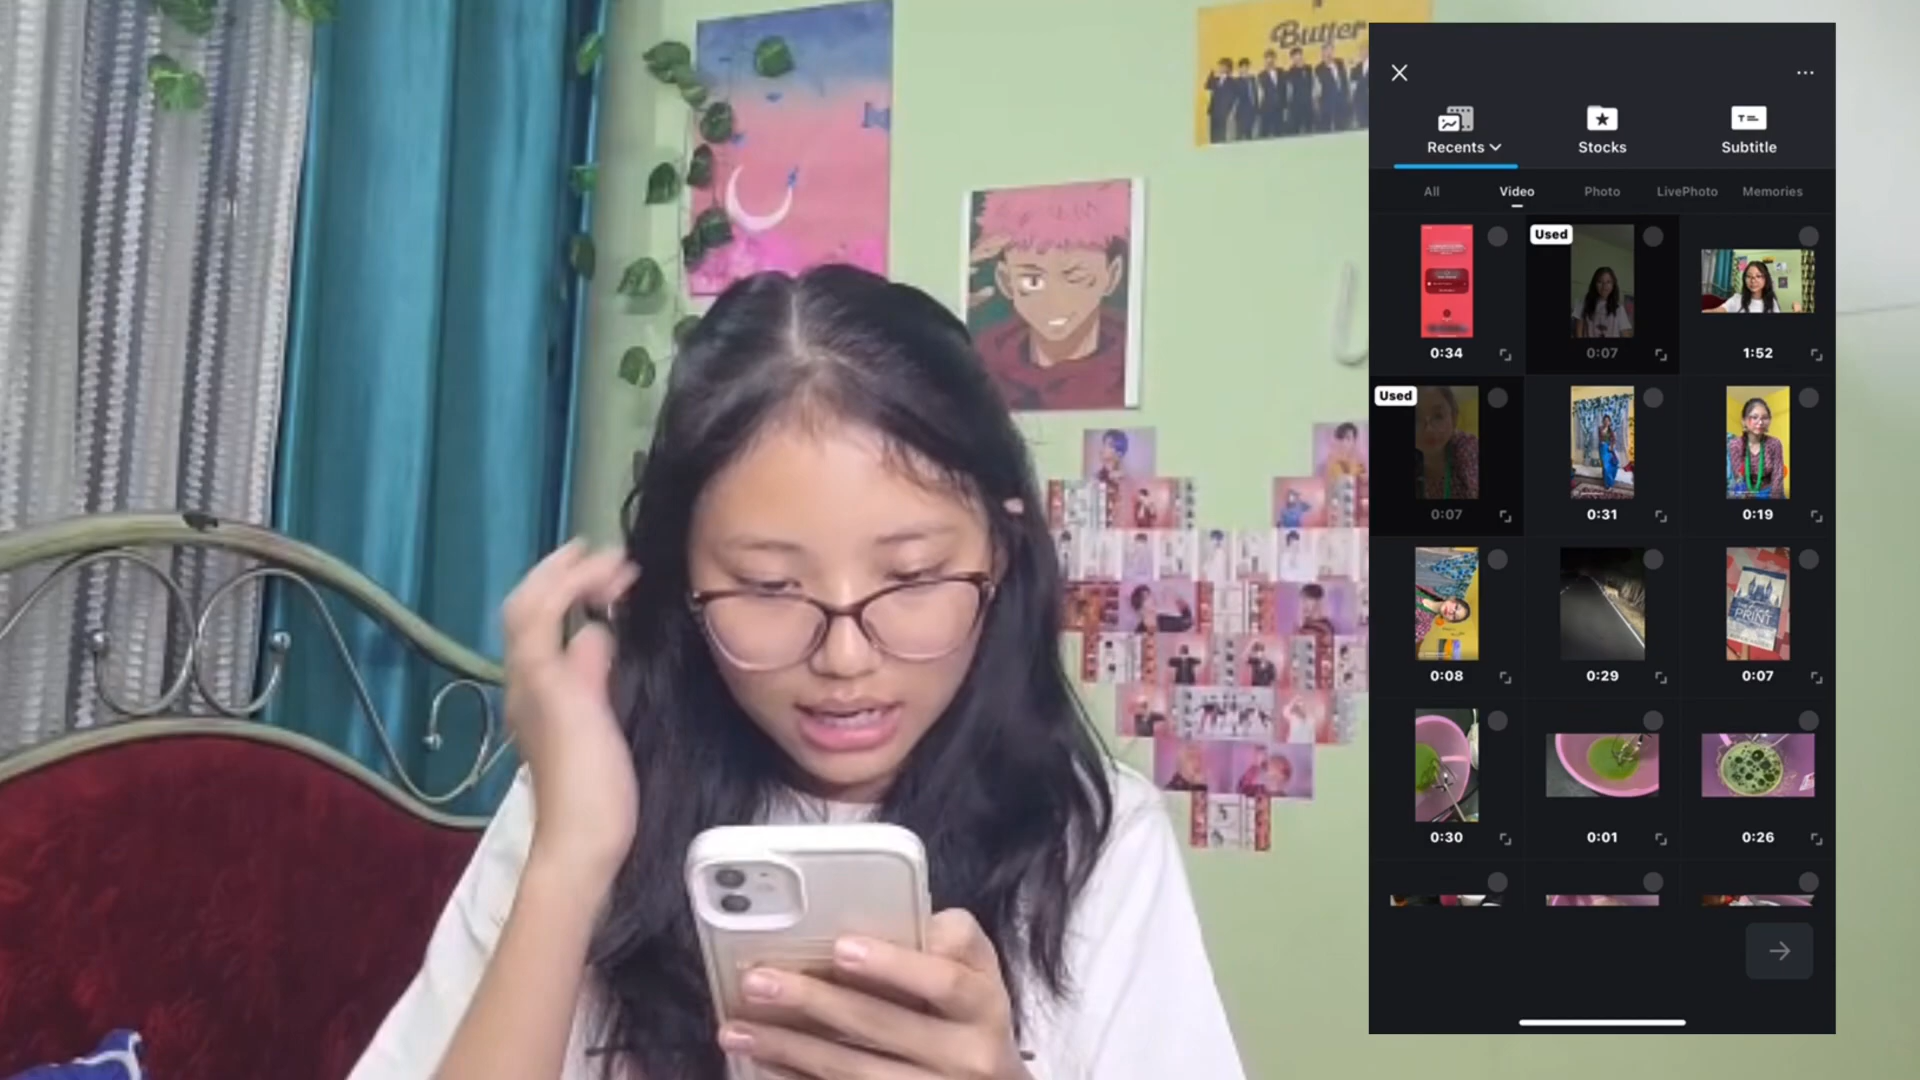 Butter
Recents
Stocks
Subtitle
All
Video
Photo
LivePhoto
Memories
Used
0:34
0:07
1:52
Used
0:07
0:31
0:19
PRINT
0:08
0:29
0:07
0:30
0:01
0:26